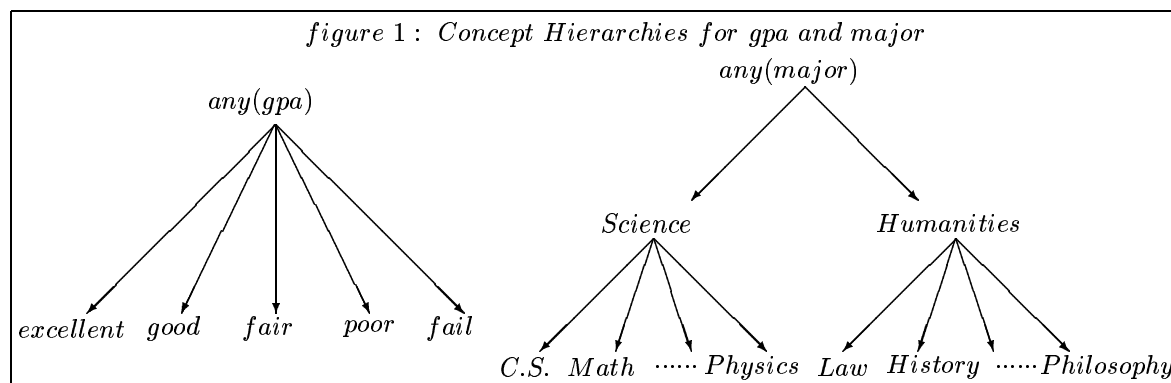 figure 1 : Concept Hierarchies for gpa and major
any(major)
any(gpa)
Science Humanities
excellent good fair poor fail
C.S. Math ...... Physics Law History ...... Philosophy